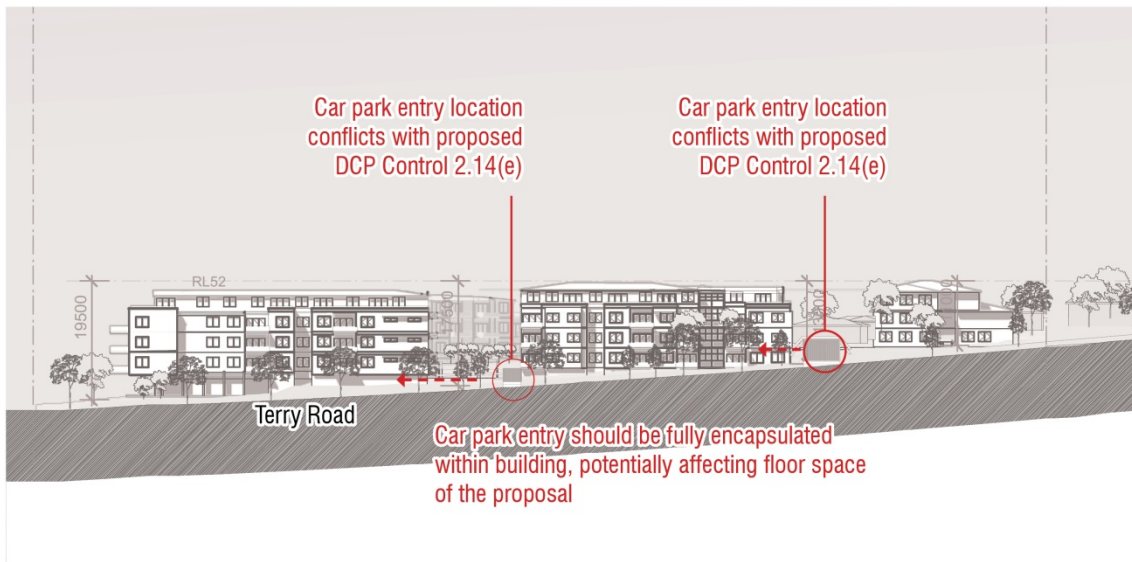 Car park entry location
conflicts with proposed
DCP Control 2.14(e)
Car park entry location
conflicts with proposed
DCP Control 2.14(e)
RL52
19500
Terry Road
Car park entry should be fully encapsulated
within building, potentially affecting floor space
of the proposal